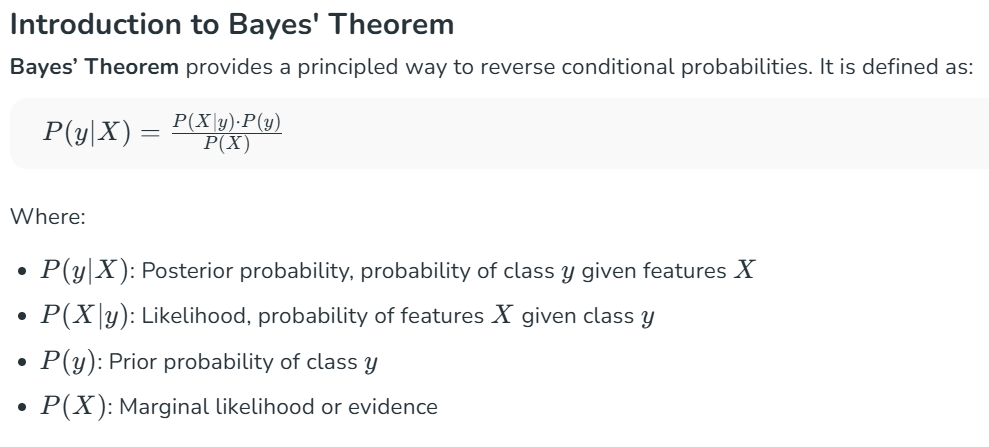 Introduction to Bayes' Theorem
Bayes’ Theorem provides a principled way to reverse conditional probabilities. It is defined as:
P(y|X) = P(X|y)·P(y) / P(X)
Where:
• P(y|X): Posterior probability, probability of class y given features X
• P(X|y): Likelihood, probability of features X given class y
• P(y): Prior probability of class y
• P(X): Marginal likelihood or evidence